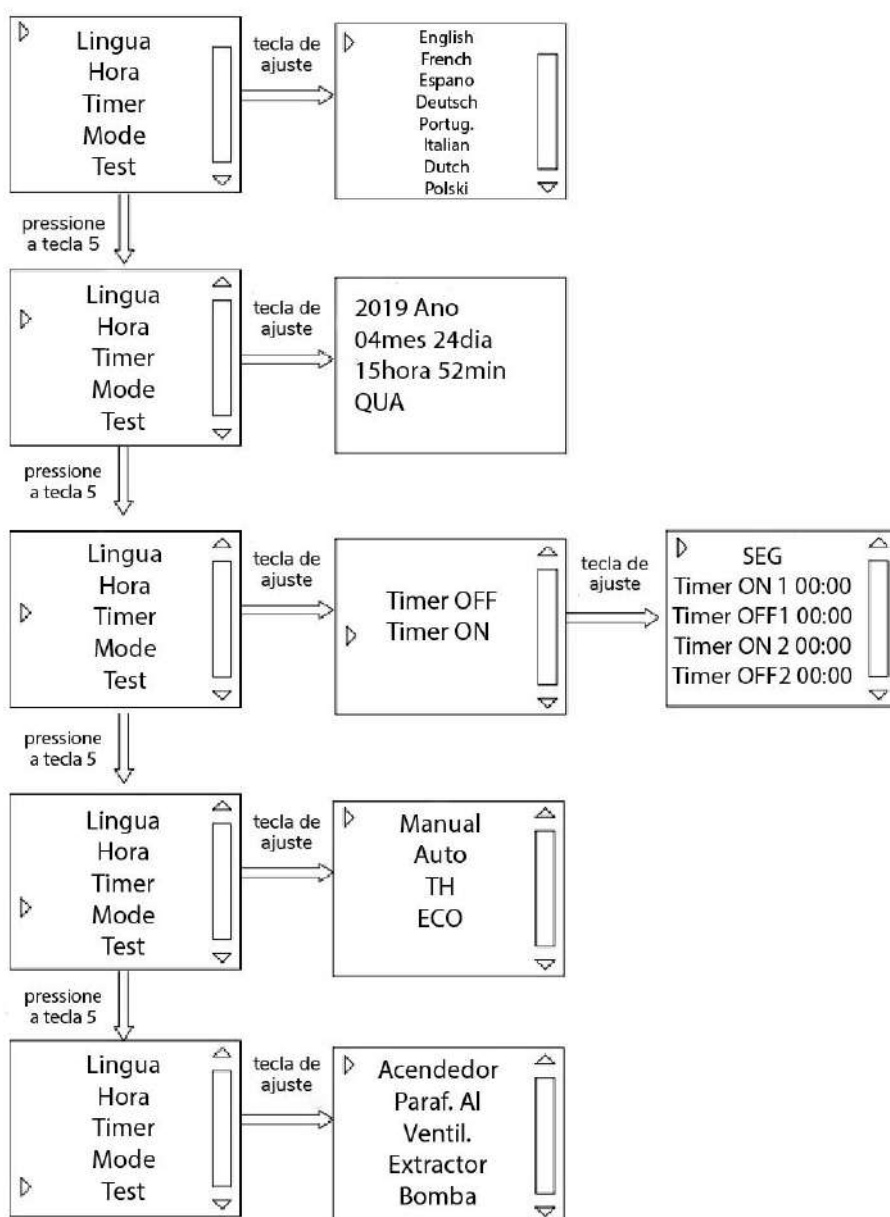 Lingua
Hora
Timer
Mode
Test
tecla de
ajuste
English
French
Espano
Deutsch
Portug.
Italian
Dutch
Polski
pressione
a tecla 5
Lingua
Hora
Timer
Mode
Test
tecla de
ajuste
2019 Ano
04mes 24dia
15hora 52min
QUA
pressione
a tecla 5
Lingua
Hora
Timer
Mode
Test
tecla de
ajuste
Timer OFF
Timer ON
tecla de
ajuste
SEG
Timer ON 1 00:00
Timer OFF1 00:00
Timer ON 2 00:00
Timer OFF2 00:00
pressione
a tecla 5
Lingua
Hora
Timer
Mode
Test
tecla de
ajuste
Manual
Auto
TH
ECO
pressione
a tecla 5
Lingua
Hora
Timer
Mode
Test
tecla de
ajuste
Acendedor
Paraf. Al
Ventil.
Extractor
Bomba